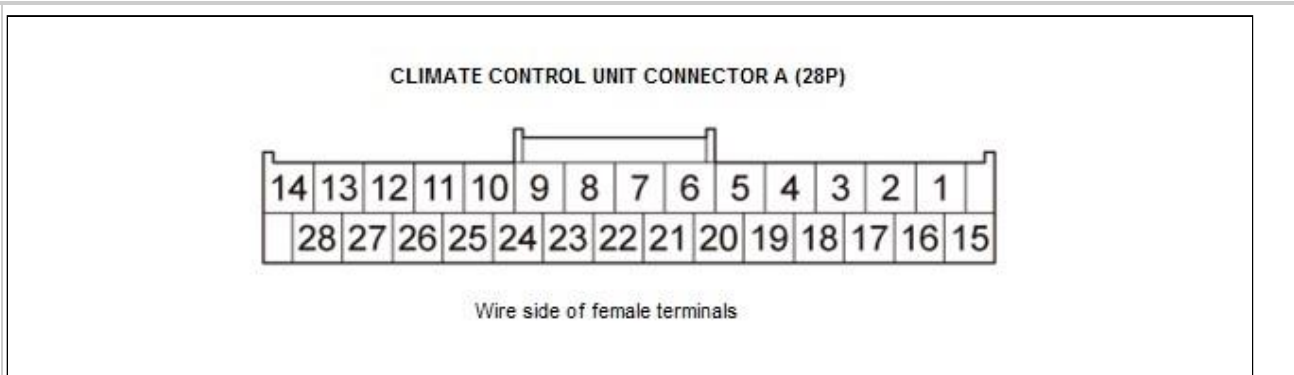 CLIMATE CONTROL UNIT CONNECTOR A (28P)
14 13 12 11 10 9 8 7 6 5 4 3 2 1
28 27 26 25 24 23 22 21 20 19 18 17 16 15
Wire side of female terminals